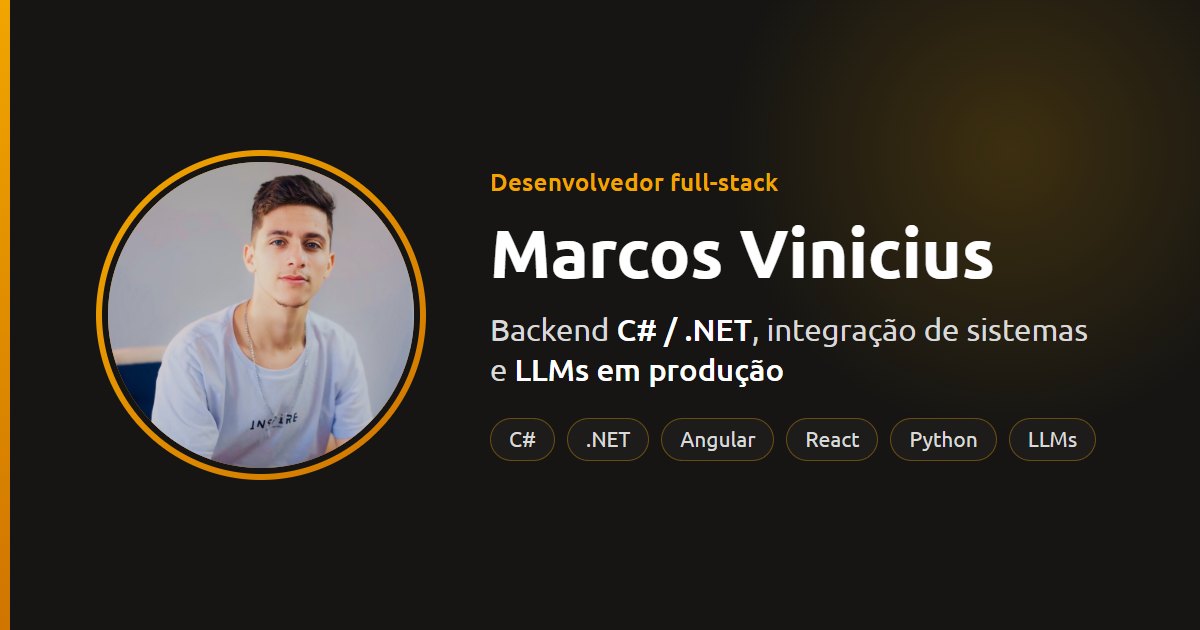 Desenvolvedor full-stack
Marcos Vinicius
Backend C# / .NET, integração de sistemas
e LLMs em produção
C#
.NET
Angular
React
Python
LLMs